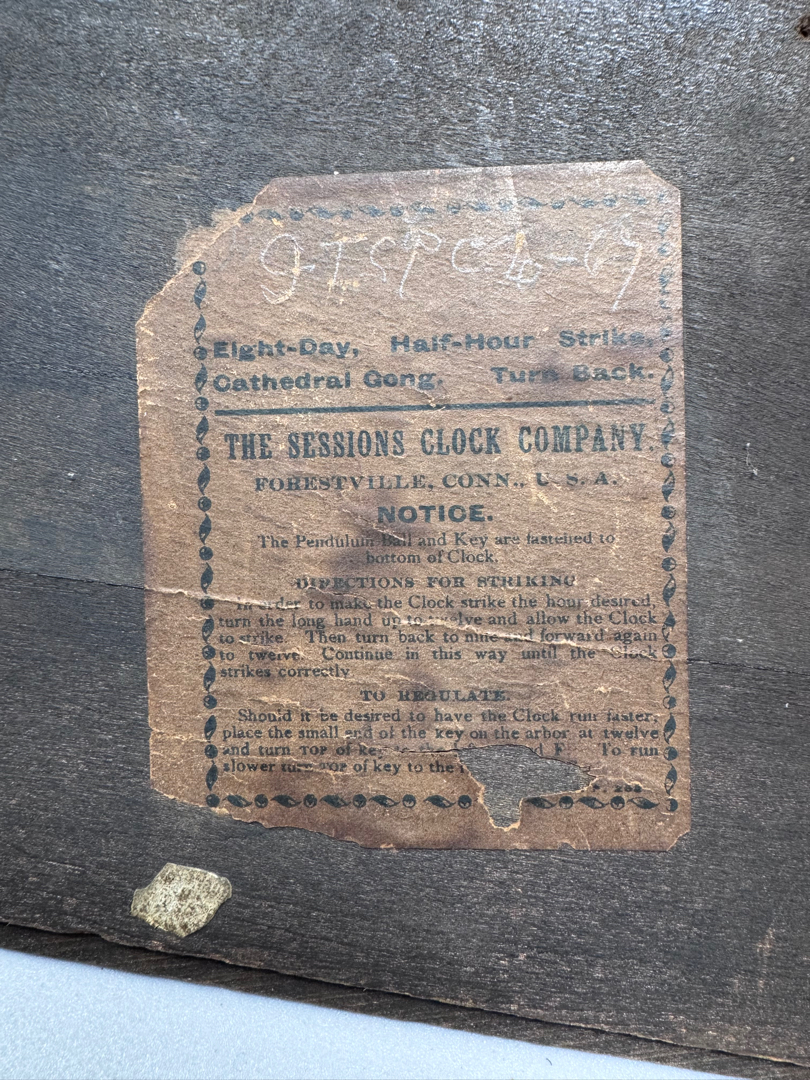 Eight-Day, Half-Hour Strike,
Cathedral Gong. Turn Back.
THE SESSIONS CLOCK COMPANY.
FORESTVILLE, CONN., U. S. A.
NOTICE.
The Pendulum Ball and Key are fastened to
bottom of Clock.
DIRECTIONS FOR STRIKING
In order to make the Clock strike the hour desired,
turn the long hand up to twelve and allow the Clock
to strike. Then turn back to nine and forward again
to twelve. Continue in this way until the Clock
strikes correctly
TO REGULATE.
Should it be desired to have the Clock run faster,
place the small end of the key on the arbor at twelve
and turn TOP of key to the F. To run
slower turn TOP of key to the